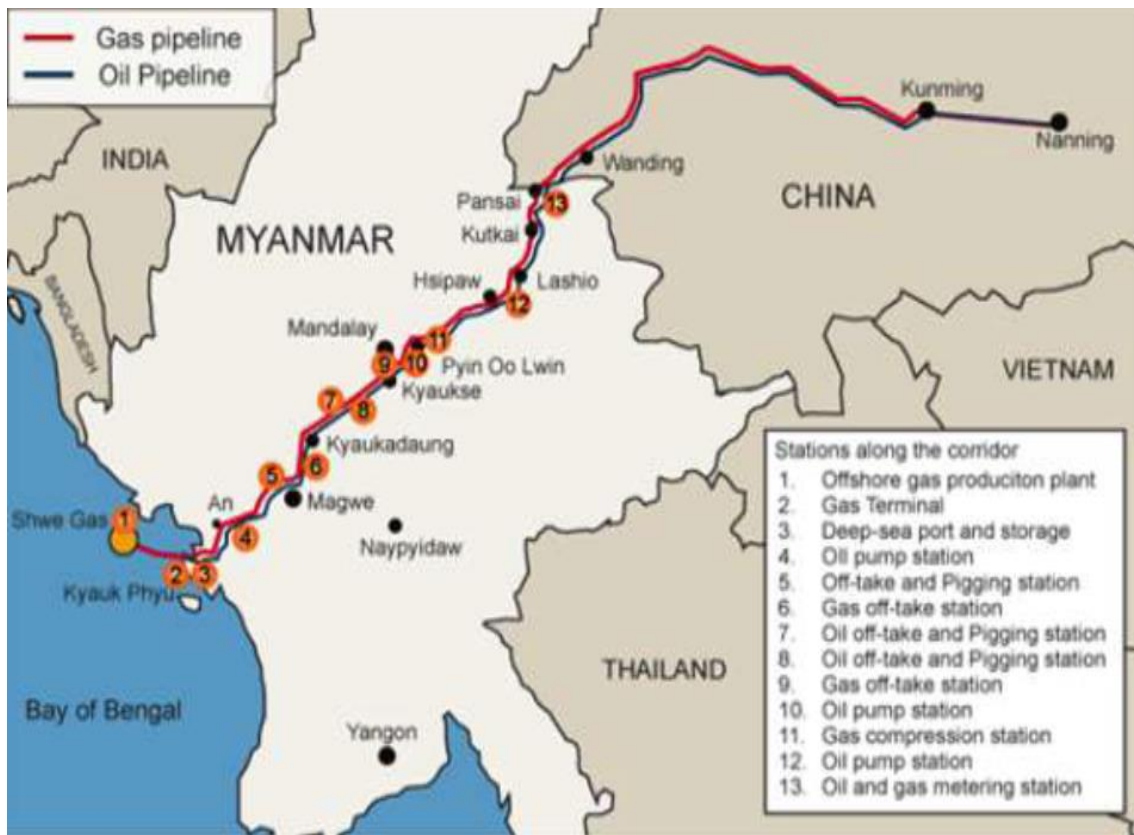 Gas pipeline
Oil Pipeline
INDIA
Kunming
Nanning
Wanding
CHINA
Pansai
13
Kutkai
MYANMAR
Hsipaw
Lashio
12
BANGLADESH
Mandalay
11
9
10
Pyin Oo Lwin
Kyaukse
VIETNAM
7
8
Kyaukadaung
5
6
Magwe
An
4
Shwe Gas
1
Naypyidaw
2
3
Kyauk Phyu
THAILAND
Bay of Bengal
Yangon
Stations along the corridor
1. Offshore gas produciton plant
2. Gas Terminal
3. Deep-sea port and storage
4. OIl pump station
5. Off-take and Pigging station
6. Gas off-take station
7. Oil off-take and Pigging station
8. Oil off-take and Pigging station
9. Gas off-take station
10. Oil pump station
11. Gas compression station
12. Oil pump station
13. Oil and gas metering station